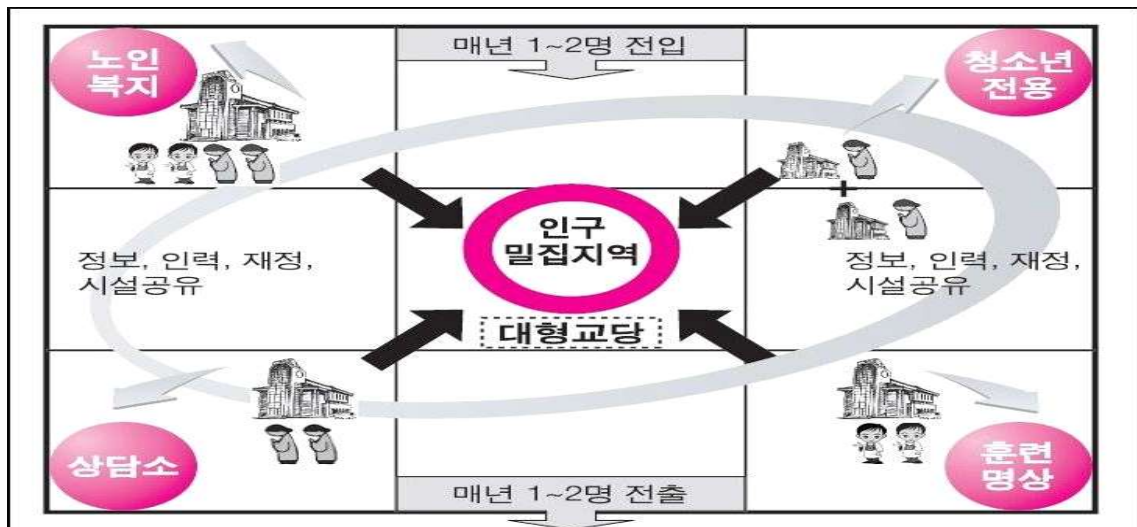 노인
복지
매년 1~2명 전입
청소년
전용
+
인구
밀집지역
정보, 인력, 재정,
시설공유
정보, 인력, 재정,
시설공유
대형교당
상담소
매년 1~2명 전출
훈련
명상